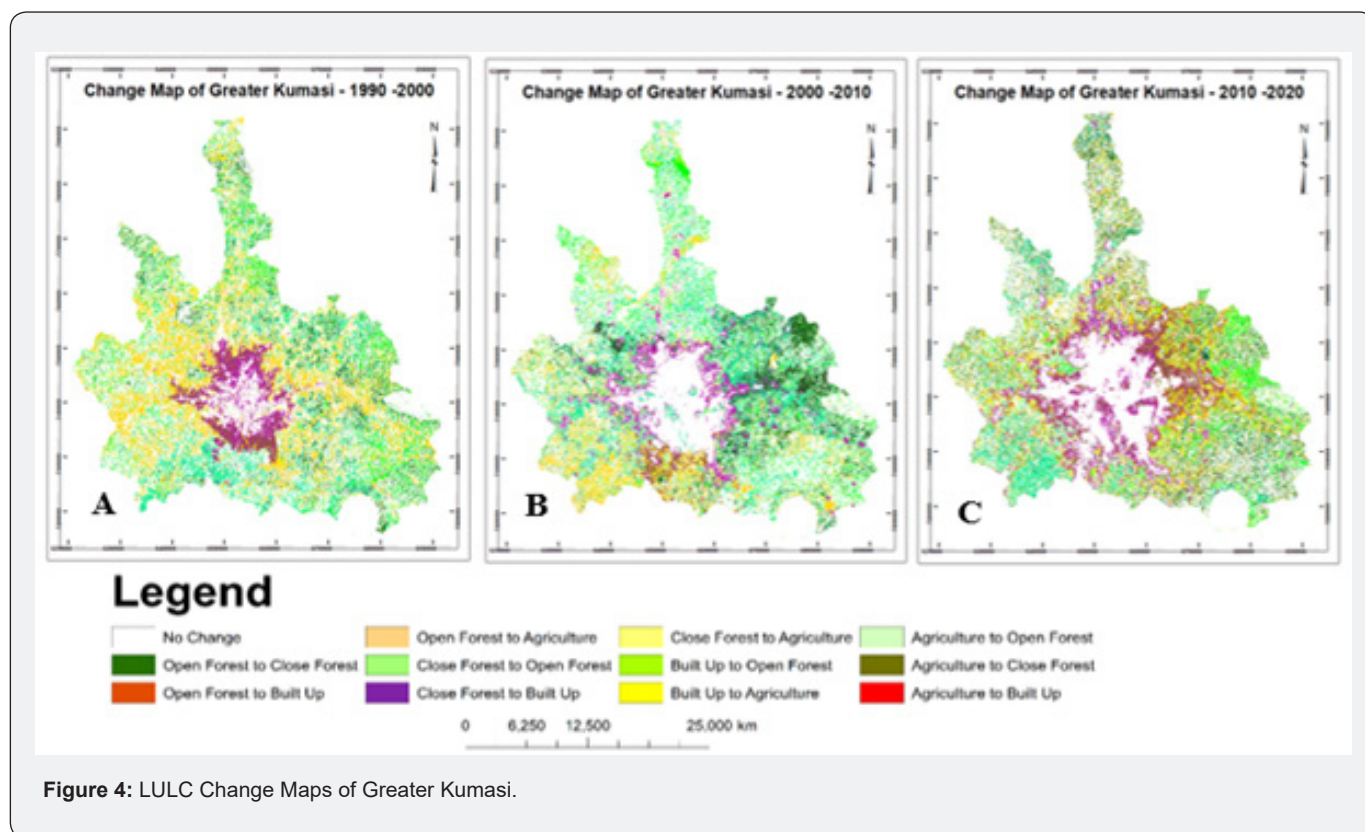 Change Map of Greater Kumasi - 1990 -2000
Change Map of Greater Kumasi - 2000 -2010
Change Map of Greater Kumasi - 2010 -2020
N
N
N
A
B
C
Legend
No Change
Open Forest to Agriculture
Close Forest to Agriculture
Agriculture to Open Forest
Open Forest to Close Forest
Close Forest to Open Forest
Built Up to Open Forest
Agriculture to Close Forest
Open Forest to Built Up
Close Forest to Built Up
Built Up to Agriculture
Agriculture to Built Up
0 6,250 12,500 25,000 km
Figure 4: LULC Change Maps of Greater Kumasi.